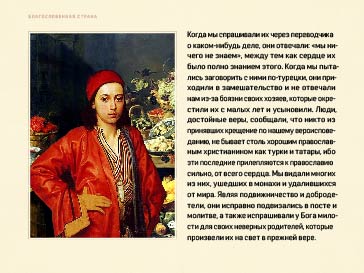 БЛАГОСЛОВЕННАЯ СТРАНА
Когда мы спрашивали их через переводчика
о каком-нибудь деле, они отвечали: «мы ни-
чего не знаем», между тем как сердце их
было полно знанием этого. Когда мы пыта-
лись заговорить с ними по-турецки, они при-
ходили в замешательство и не отвечали
нам из-за боязни своих хозяев, которые окре-
стили их с малых лет и усыновили. Люди,
достойные веры, сообщали, что никто из
принявших крещение по нашему вероиспове-
данию, не бывает столь хорошим православ-
ным христианином как турки и татары, ибо
эти последние прилепляются к православию
сильно, от всего сердца. Мы видали многих
из них, ушедших в монахи и удалившихся
от мира. Являя подвижничество и доброде-
тели, они исправно подвизались в посте и
молитве, а также испрашивали у Бога мило-
сти для своих неверных родителей, которые
произвели их на свет в прежней вере.